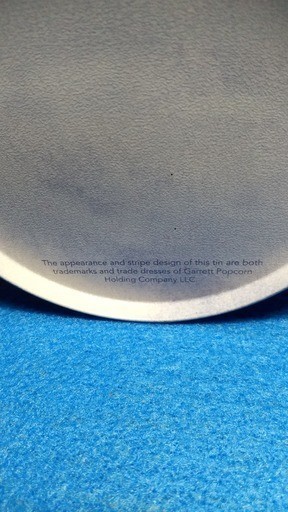 The appearance and stripe design of this tin are both
trademarks and trade dresses of Garrett Popcorn
Holding Company LLC.